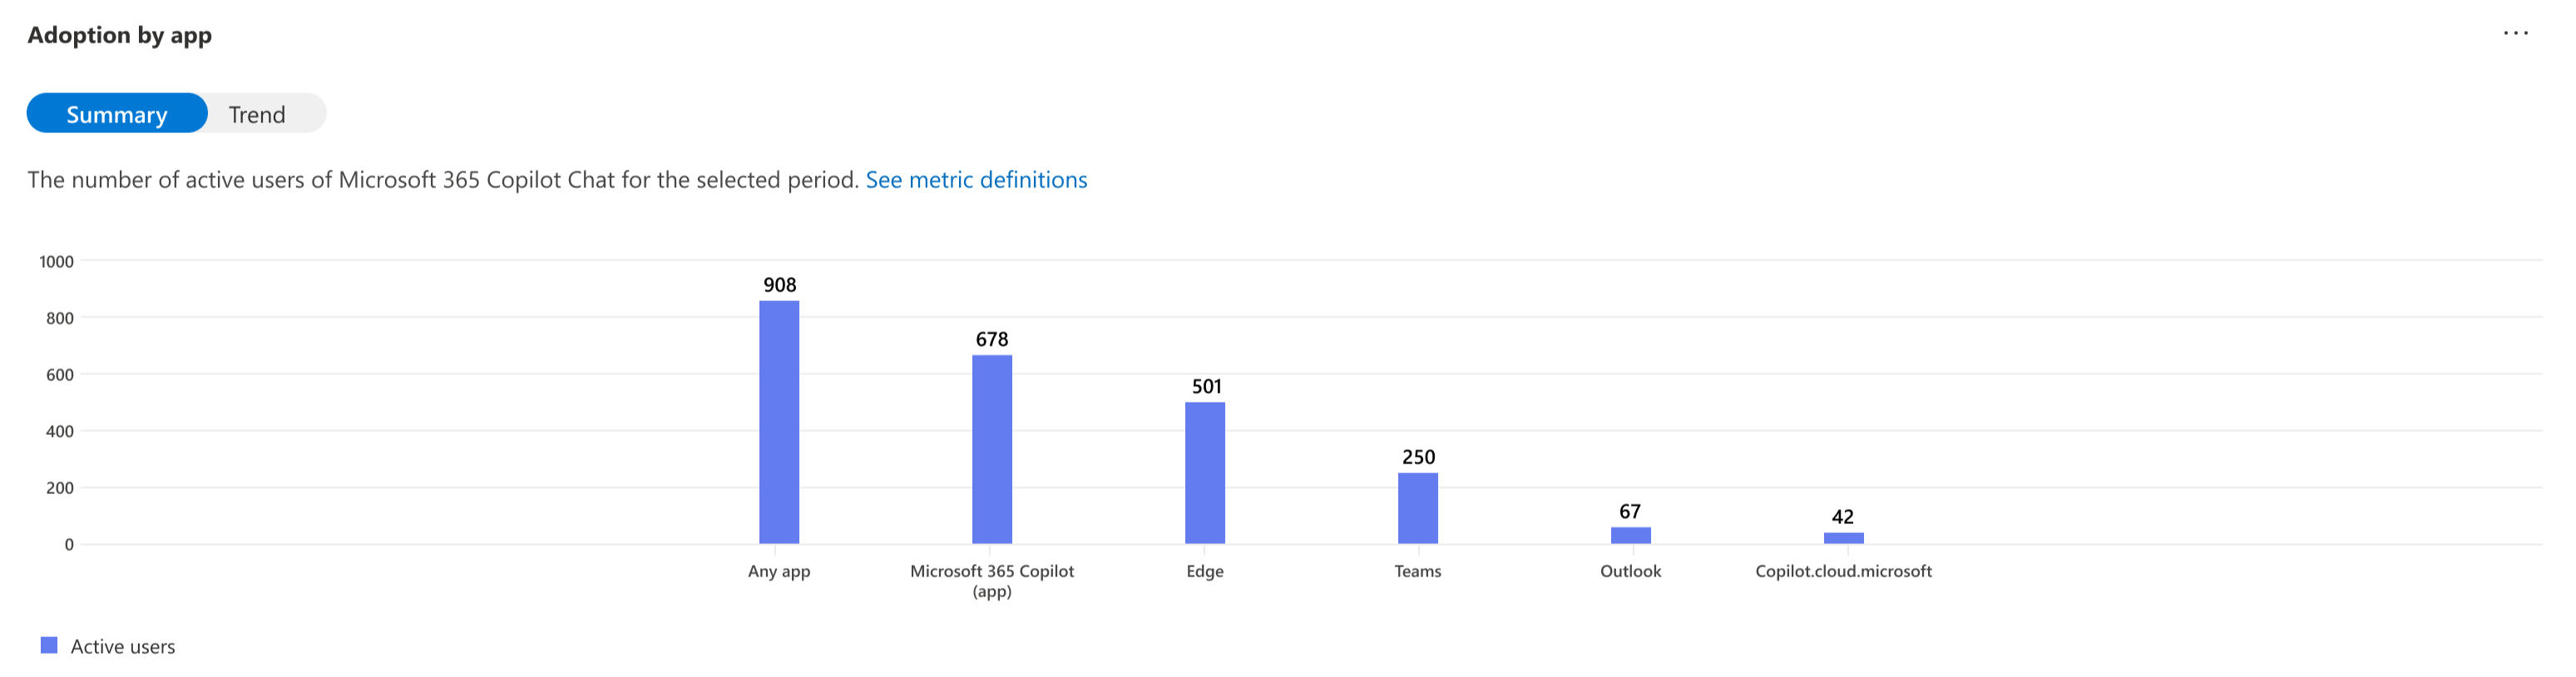 Adoption by app
...
Summary Trend
The number of active users of Microsoft 365 Copilot Chat for the selected period. See metric definitions
1000
800
600
400
200
0
908
678
501
250
67
42
Any app
Microsoft 365 Copilot
(app)
Edge
Teams
Outlook
Copilot.cloud.microsoft
Active users